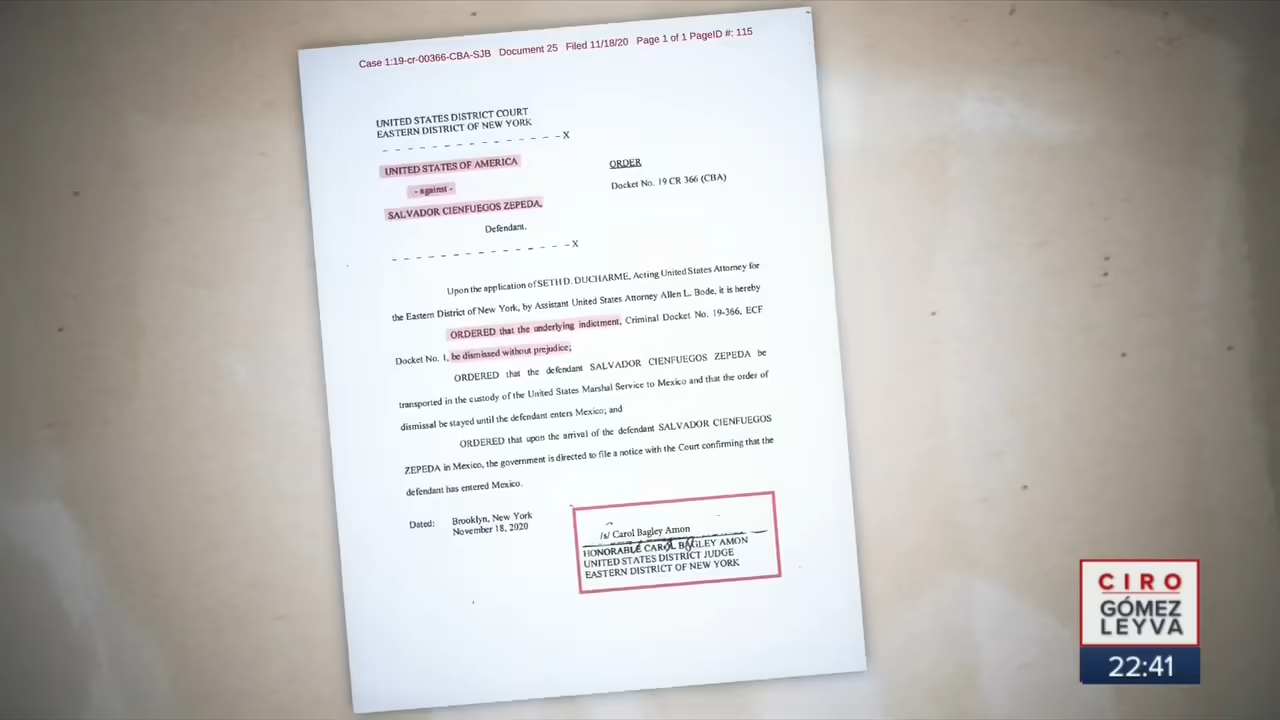 Case 1:19-cr-00366-CBA-SJB Document 25 Filed 11/18/20 Page 1 of 1 PageID #: 115
UNITED STATES DISTRICT COURT
EASTERN DISTRICT OF NEW YORK
- - - - - - - - - - - - - - X
UNITED STATES OF AMERICA
- against -
SALVADOR CIENFUEGOS ZEPEDA,
Defendant.
- - - - - - - - - - - - - - X
ORDER
Docket No. 19 CR 366 (CBA)
Upon the application of SETH D. DUCHARME, Acting United States Attorney for
the Eastern District of New York, by Assistant United States Attorney Allen L. Bode, it is hereby
ORDERED that the underlying indictment, Criminal Docket No. 19-366, ECF
Docket No. 1, be dismissed without prejudice;
ORDERED that the defendant SALVADOR CIENFUEGOS ZEPEDA be
transported in the custody of the United States Marshal Service to Mexico and that the order of
dismissal be stayed until the defendant enters Mexico; and
ORDERED that upon the arrival of the defendant SALVADOR CIENFUEGOS
ZEPEDA in Mexico, the government is directed to file a notice with the Court confirming that the
defendant has entered Mexico.
Dated: Brooklyn, New York
November 18, 2020
/s/ Carol Bagley Amon
HONORABLE CAROL BAGLEY AMON
UNITED STATES DISTRICT JUDGE
EASTERN DISTRICT OF NEW YORK
CIRO
GÓMEZ
LEYVA
22:41